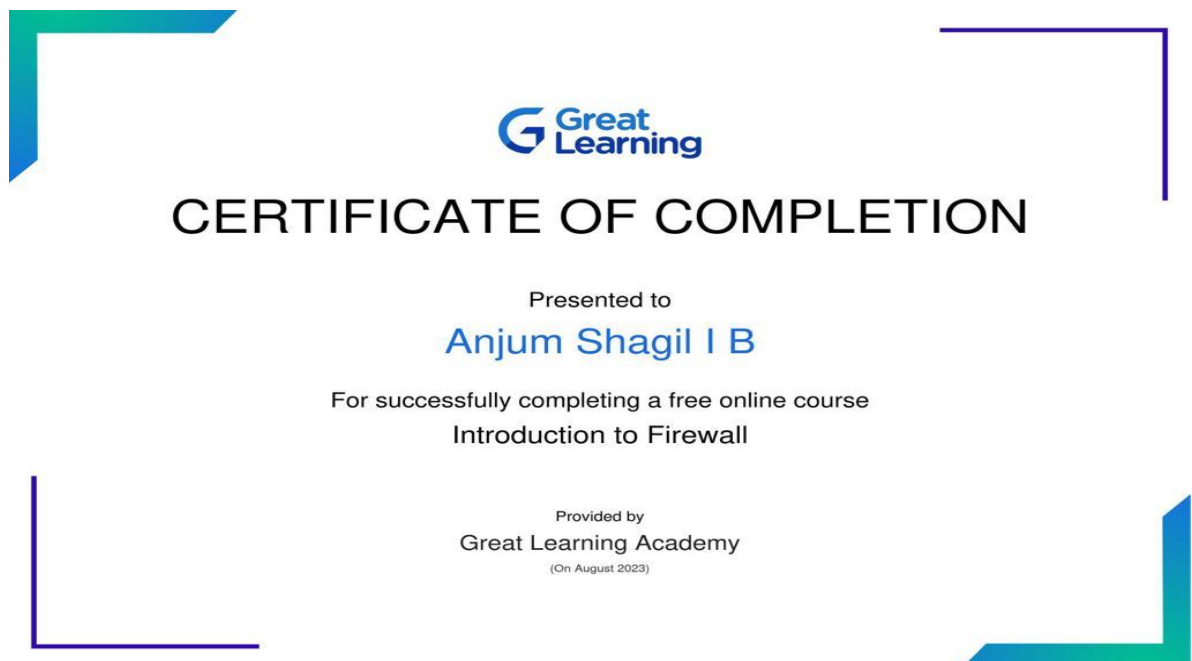 Great
Learning
CERTIFICATE OF COMPLETION
Presented to
Anjum Shagil I B
For successfully completing a free online course
Introduction to Firewall
Provided by
Great Learning Academy
(On August 2023)